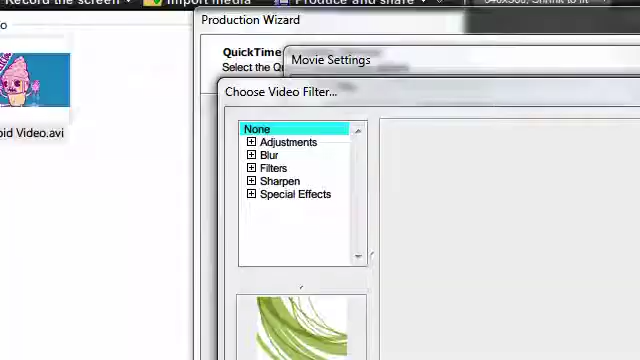 Record the screen
Import media
Produce and share
Production Wizard
QuickTime
Select the Q
Movie Settings
Choose Video Filter...
None
Adjustments
Blur
Filters
Sharpen
Special Effects
pid Video.avi